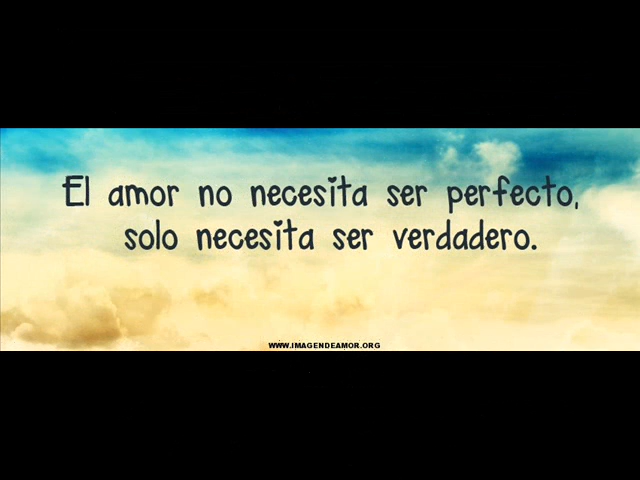 El amor no necesita ser perfecto,
solo necesita ser verdadero.
WWW.IMAGENDEAMOR.ORG